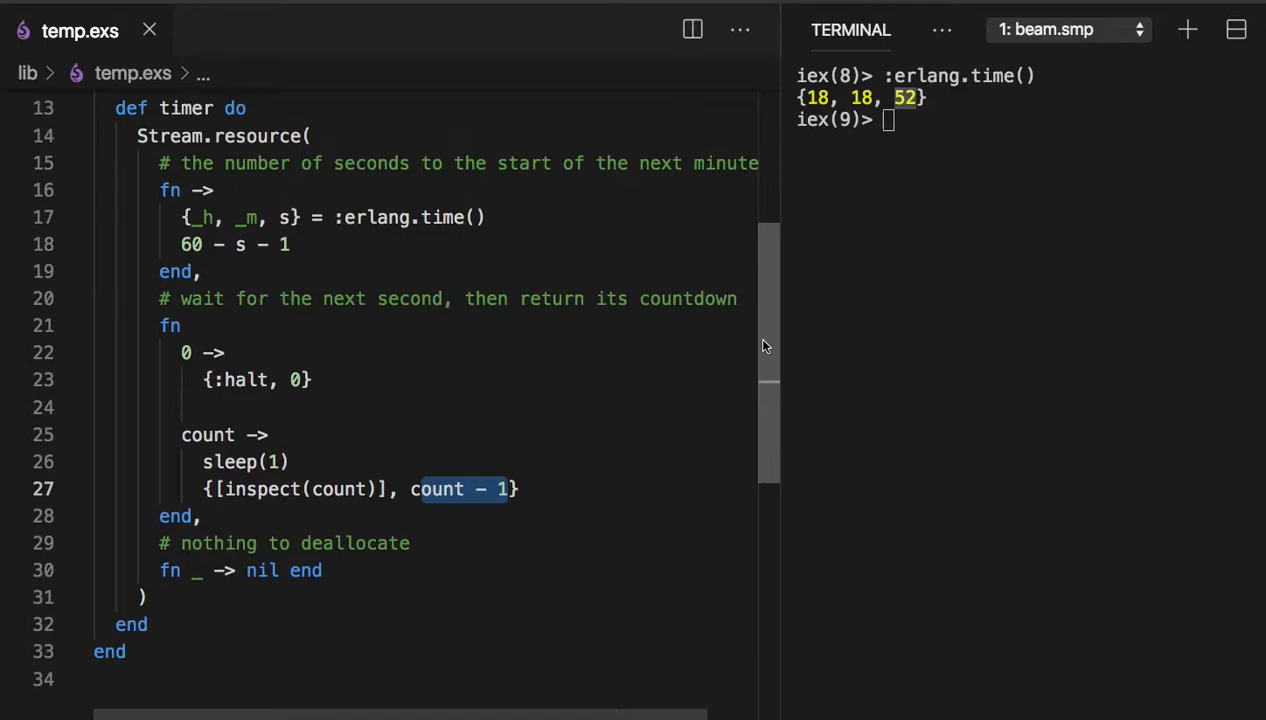 temp.exs
lib > temp.exs > ...
13 def timer do
14 Stream.resource(
15 # the number of seconds to the start of the next minute
16 fn ->
17 {_h, _m, s} = :erlang.time()
18 60 - s - 1
19 end,
20 # wait for the next second, then return its countdown
21 fn
22 0 ->
23 {:halt, 0}
24
25 count ->
26 sleep(1)
27 {[inspect(count)], count - 1}
28 end,
29 # nothing to deallocate
30 fn _ -> nil end
31 )
32 end
33 end
34
TERMINAL ... 1: beam.smp
iex(8)> :erlang.time()
{18, 18, 52}
iex(9)>